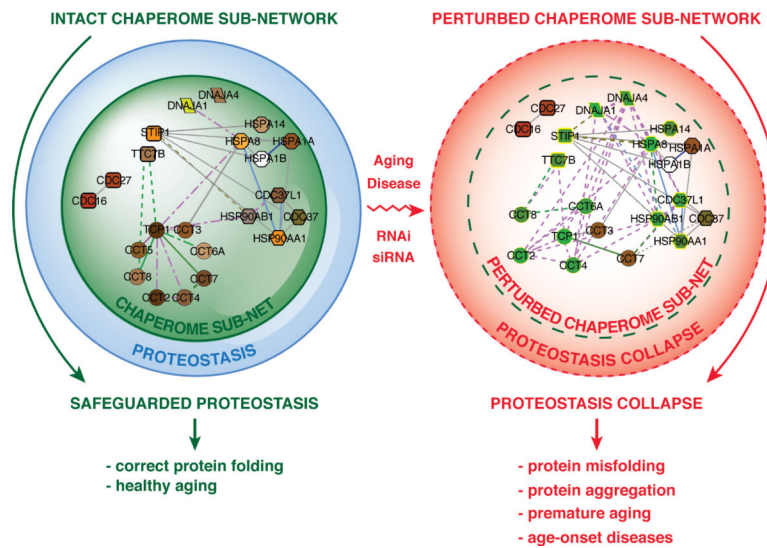 INTACT CHAPEROME SUB-NETWORK
PERTURBED CHAPEROME SUB-NETWORK
DNAJA4
DNAJA1
STIP1
HSPA14
HSPA8
HSPA1A
TTC7B
HSPA1B
CDC27
CDC16
CDC37L1
HSP90AB1
CDC37
TCP1
CCT3
HSP90AA1
CCT5
CCT6A
CCT8
CCT7
CCT2
CCT4
CHAPEROME SUB-NET
PROTEOSTASIS
Aging
Disease
RNAi
siRNA
DNAJA4
CDC27
DNAJA1
CDC16
STIP1
HSPA14
HSPA8
HSPA1A
TTC7B
HSPA1B
CDC37L1
CCT6A
CCT8
HSP90AB1
CDC37
TCP1
CCT3
HSP90AA1
CCT2
CCT7
CCT4
PERTURBED CHAPEROME SUB-NET
PROTEOSTASIS COLLAPSE
SAFEGUARDED PROTEOSTASIS
- correct protein folding
- healthy aging
PROTEOSTASIS COLLAPSE
- protein misfolding
- protein aggregation
- premature aging
- age-onset diseases